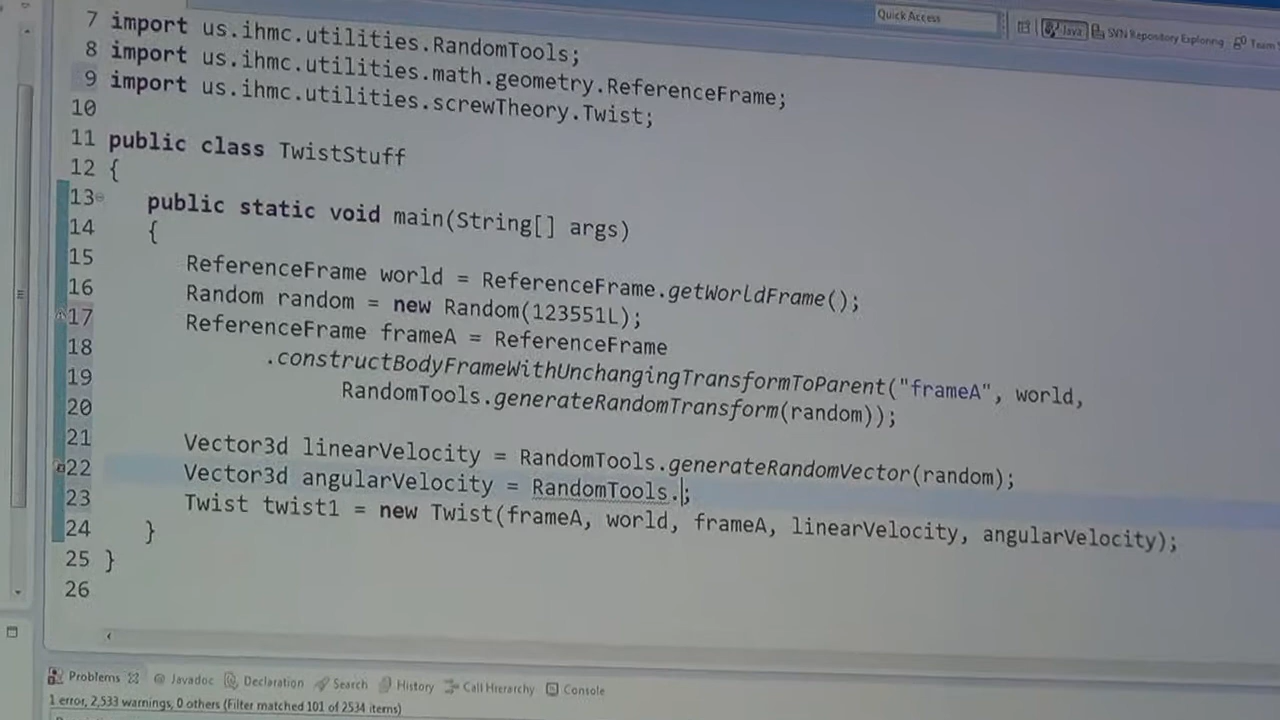 Quick Access
Java
SVN Repository Exploring
Team
7 import us.ihmc.utilities.RandomTools;
8 import us.ihmc.utilities.math.geometry.ReferenceFrame;
9 import us.ihmc.utilities.screwTheory.Twist;
10
11 public class TwistStuff
12 {
13 public static void main(String[] args)
14 {
15 ReferenceFrame world = ReferenceFrame.getWorldFrame();
16 Random random = new Random(123551L);
17 ReferenceFrame frameA = ReferenceFrame
18 .constructBodyFrameWithUnchangingTransformToParent("frameA", world,
19 RandomTools.generateRandomTransform(random));
20
21 Vector3d linearVelocity = RandomTools.generateRandomVector(random);
22 Vector3d angularVelocity = RandomTools.;
23 Twist twist1 = new Twist(frameA, world, frameA, linearVelocity, angularVelocity);
24 }
25 }
26
Problems
Javadoc
Declaration
Search
History
Call Hierarchy
Console
1 error, 2,533 warnings, 0 others (Filter matched 101 of 2534 items)